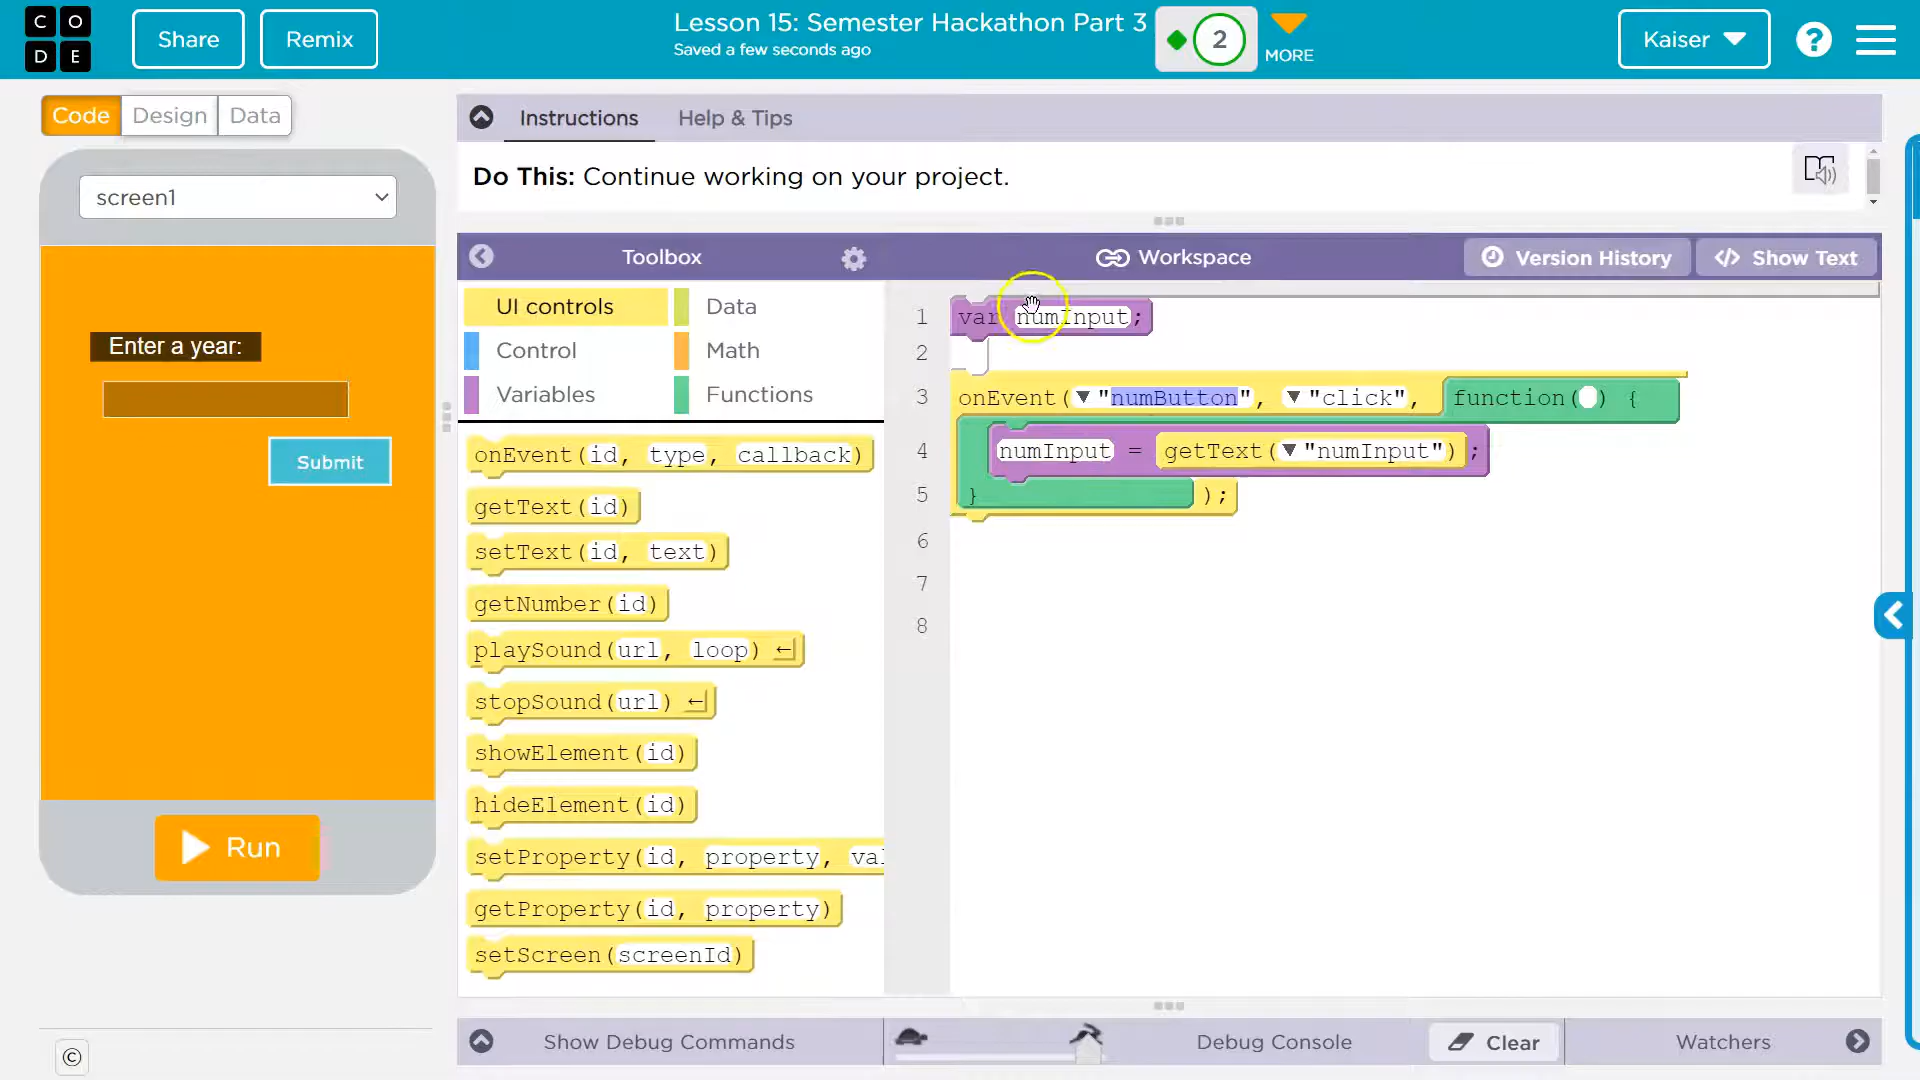 CODE
Share
Remix
Lesson 15: Semester Hackathon Part 3
Saved a few seconds ago
2
MORE
Kaiser
?
Code
Design
Data
Instructions
Help & Tips
Do This: Continue working on your project.
screen1
Enter a year:
Submit
Run
©
Toolbox
Workspace
Version History
Show Text
UI controls
Data
Control
Math
Variables
Functions
onEvent(id, type, callback)
getText(id)
setText(id, text)
getNumber(id)
playSound(url, loop)
stopSound(url)
showElement(id)
hideElement(id)
setProperty(id, property, val
getProperty(id, property)
setScreen(screenId)
1 var numInput;
2
3 onEvent("numButton", "click", function( ) {
4 numInput = getText("numInput");
5 } );
6
7
8
Show Debug Commands
Debug Console
Clear
Watchers